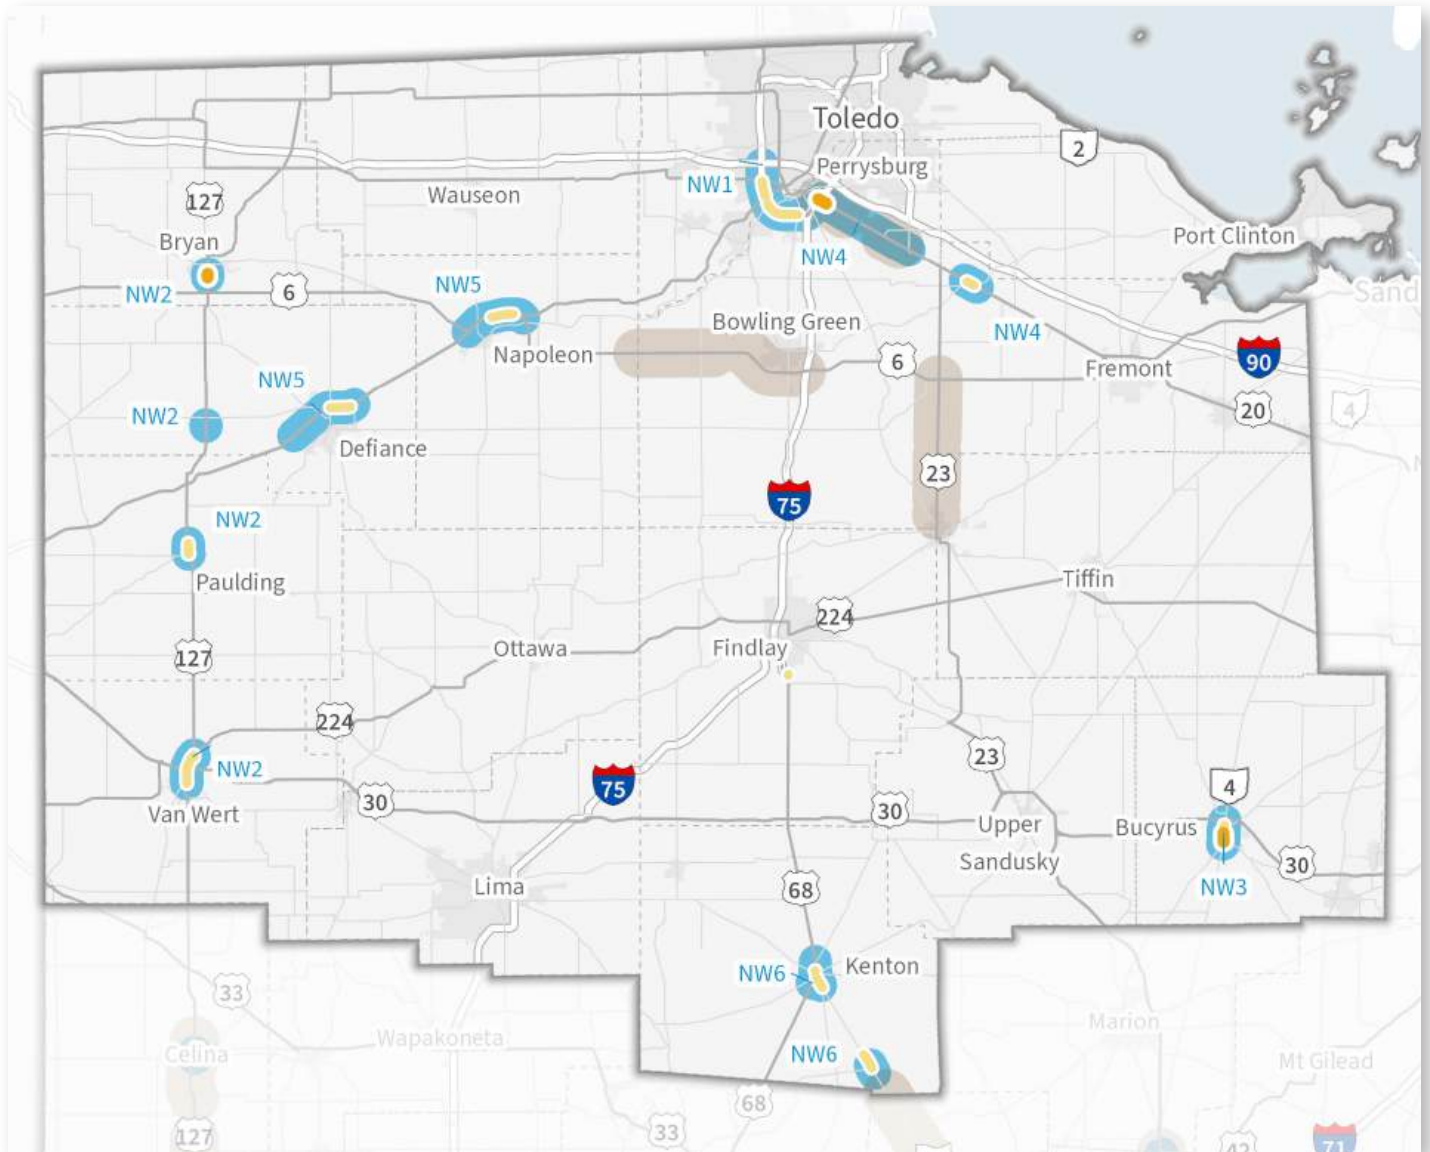 Toledo
2
Perrysburg
NW1
Wauseon
127
Bryan
Port Clinton
NW4
NW2
6
NW5
Sand
Bowling Green
NW4
Napoleon
6
Fremont
90
NW5
20
4
NW2
Defiance
23
75
NW2
Paulding
Tiffin
224
Ottawa
Findlay
127
224
23
NW2
75
4
30
30
Van Wert
Upper
Sandusky
Bucyrus
30
Lima
68
NW3
Kenton
NW6
33
Marion
Wapakoneta
Celina
NW6
Mt Gilead
68
33
127
42
71